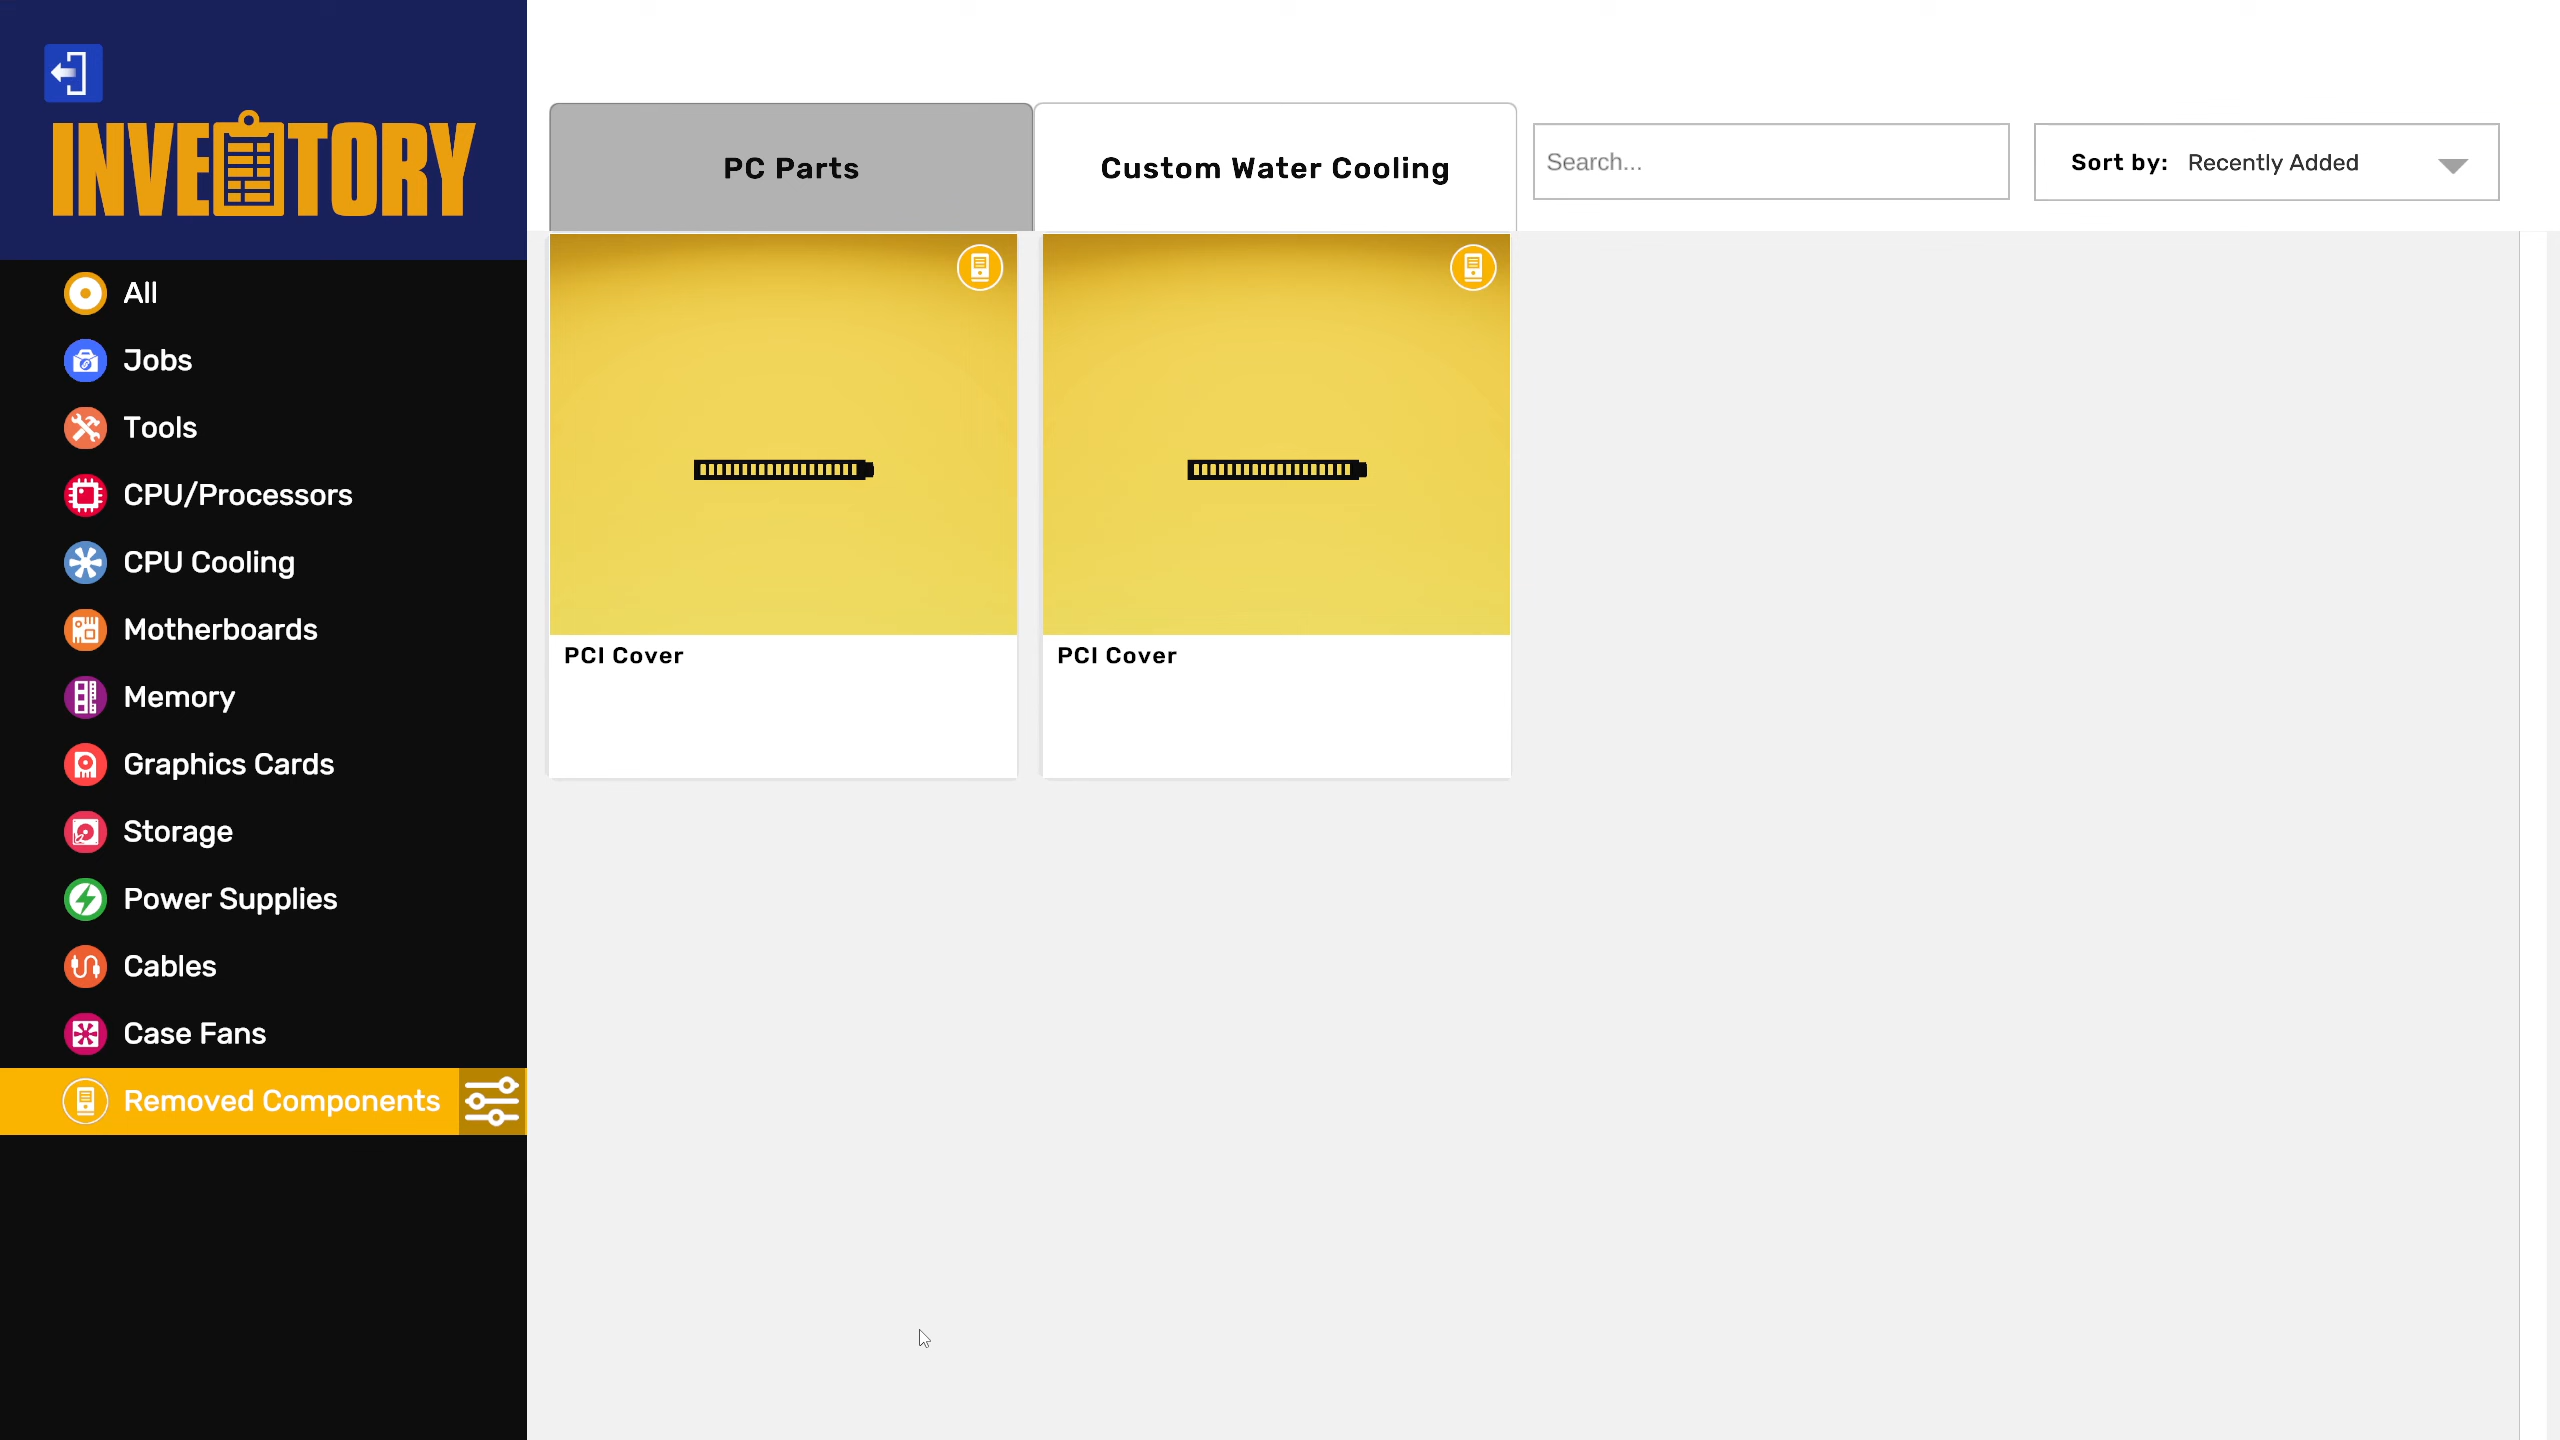 INVENTORY
All
Jobs
Tools
CPU/Processors
CPU Cooling
Motherboards
Memory
Graphics Cards
Storage
Power Supplies
Cables
Case Fans
Removed Components
PC Parts
Custom Water Cooling
Search...
Sort by: Recently Added
PCI Cover
PCI Cover